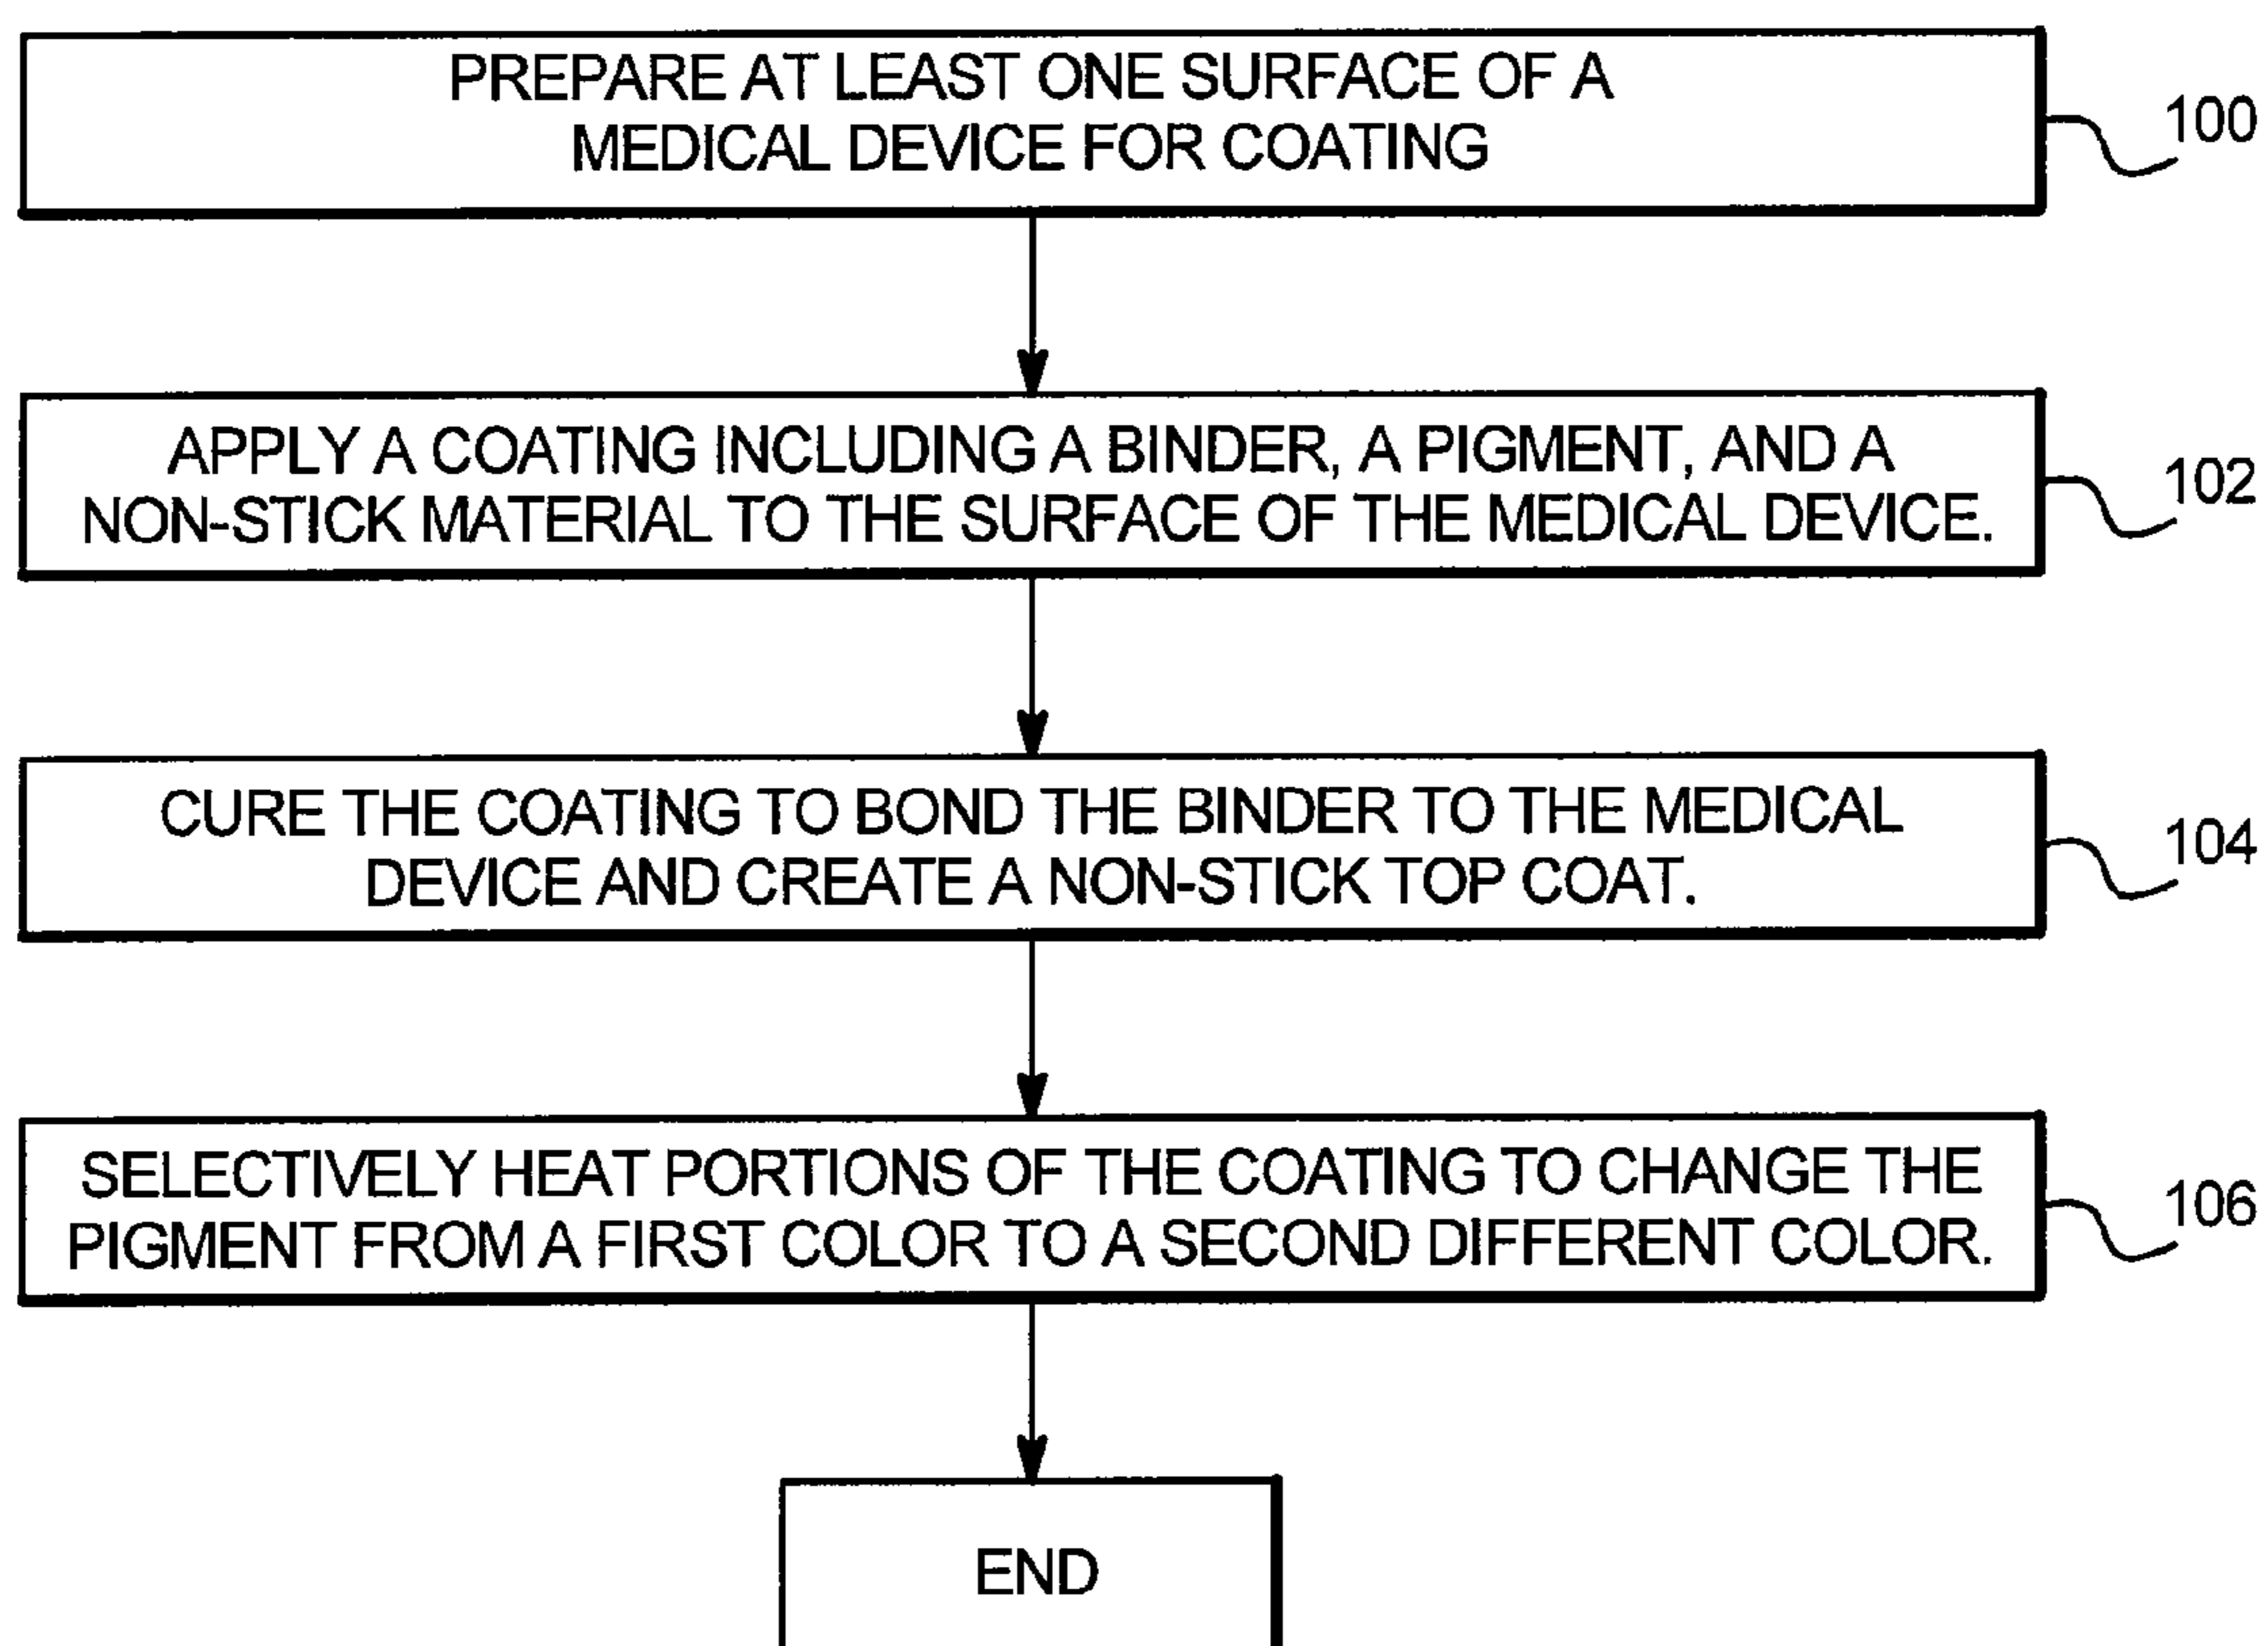 PREPARE AT LEAST ONE SURFACE OF A
MEDICAL DEVICE FOR COATING
100
APPLY A COATING INCLUDING A BINDER, A PIGMENT, AND A
NON-STICK MATERIAL TO THE SURFACE OF THE MEDICAL DEVICE.
102
CURE THE COATING TO BOND THE BINDER TO THE MEDICAL
DEVICE AND CREATE A NON-STICK TOP COAT.
104
SELECTIVELY HEAT PORTIONS OF THE COATING TO CHANGE THE
PIGMENT FROM A FIRST COLOR TO A SECOND DIFFERENT COLOR.
106
END